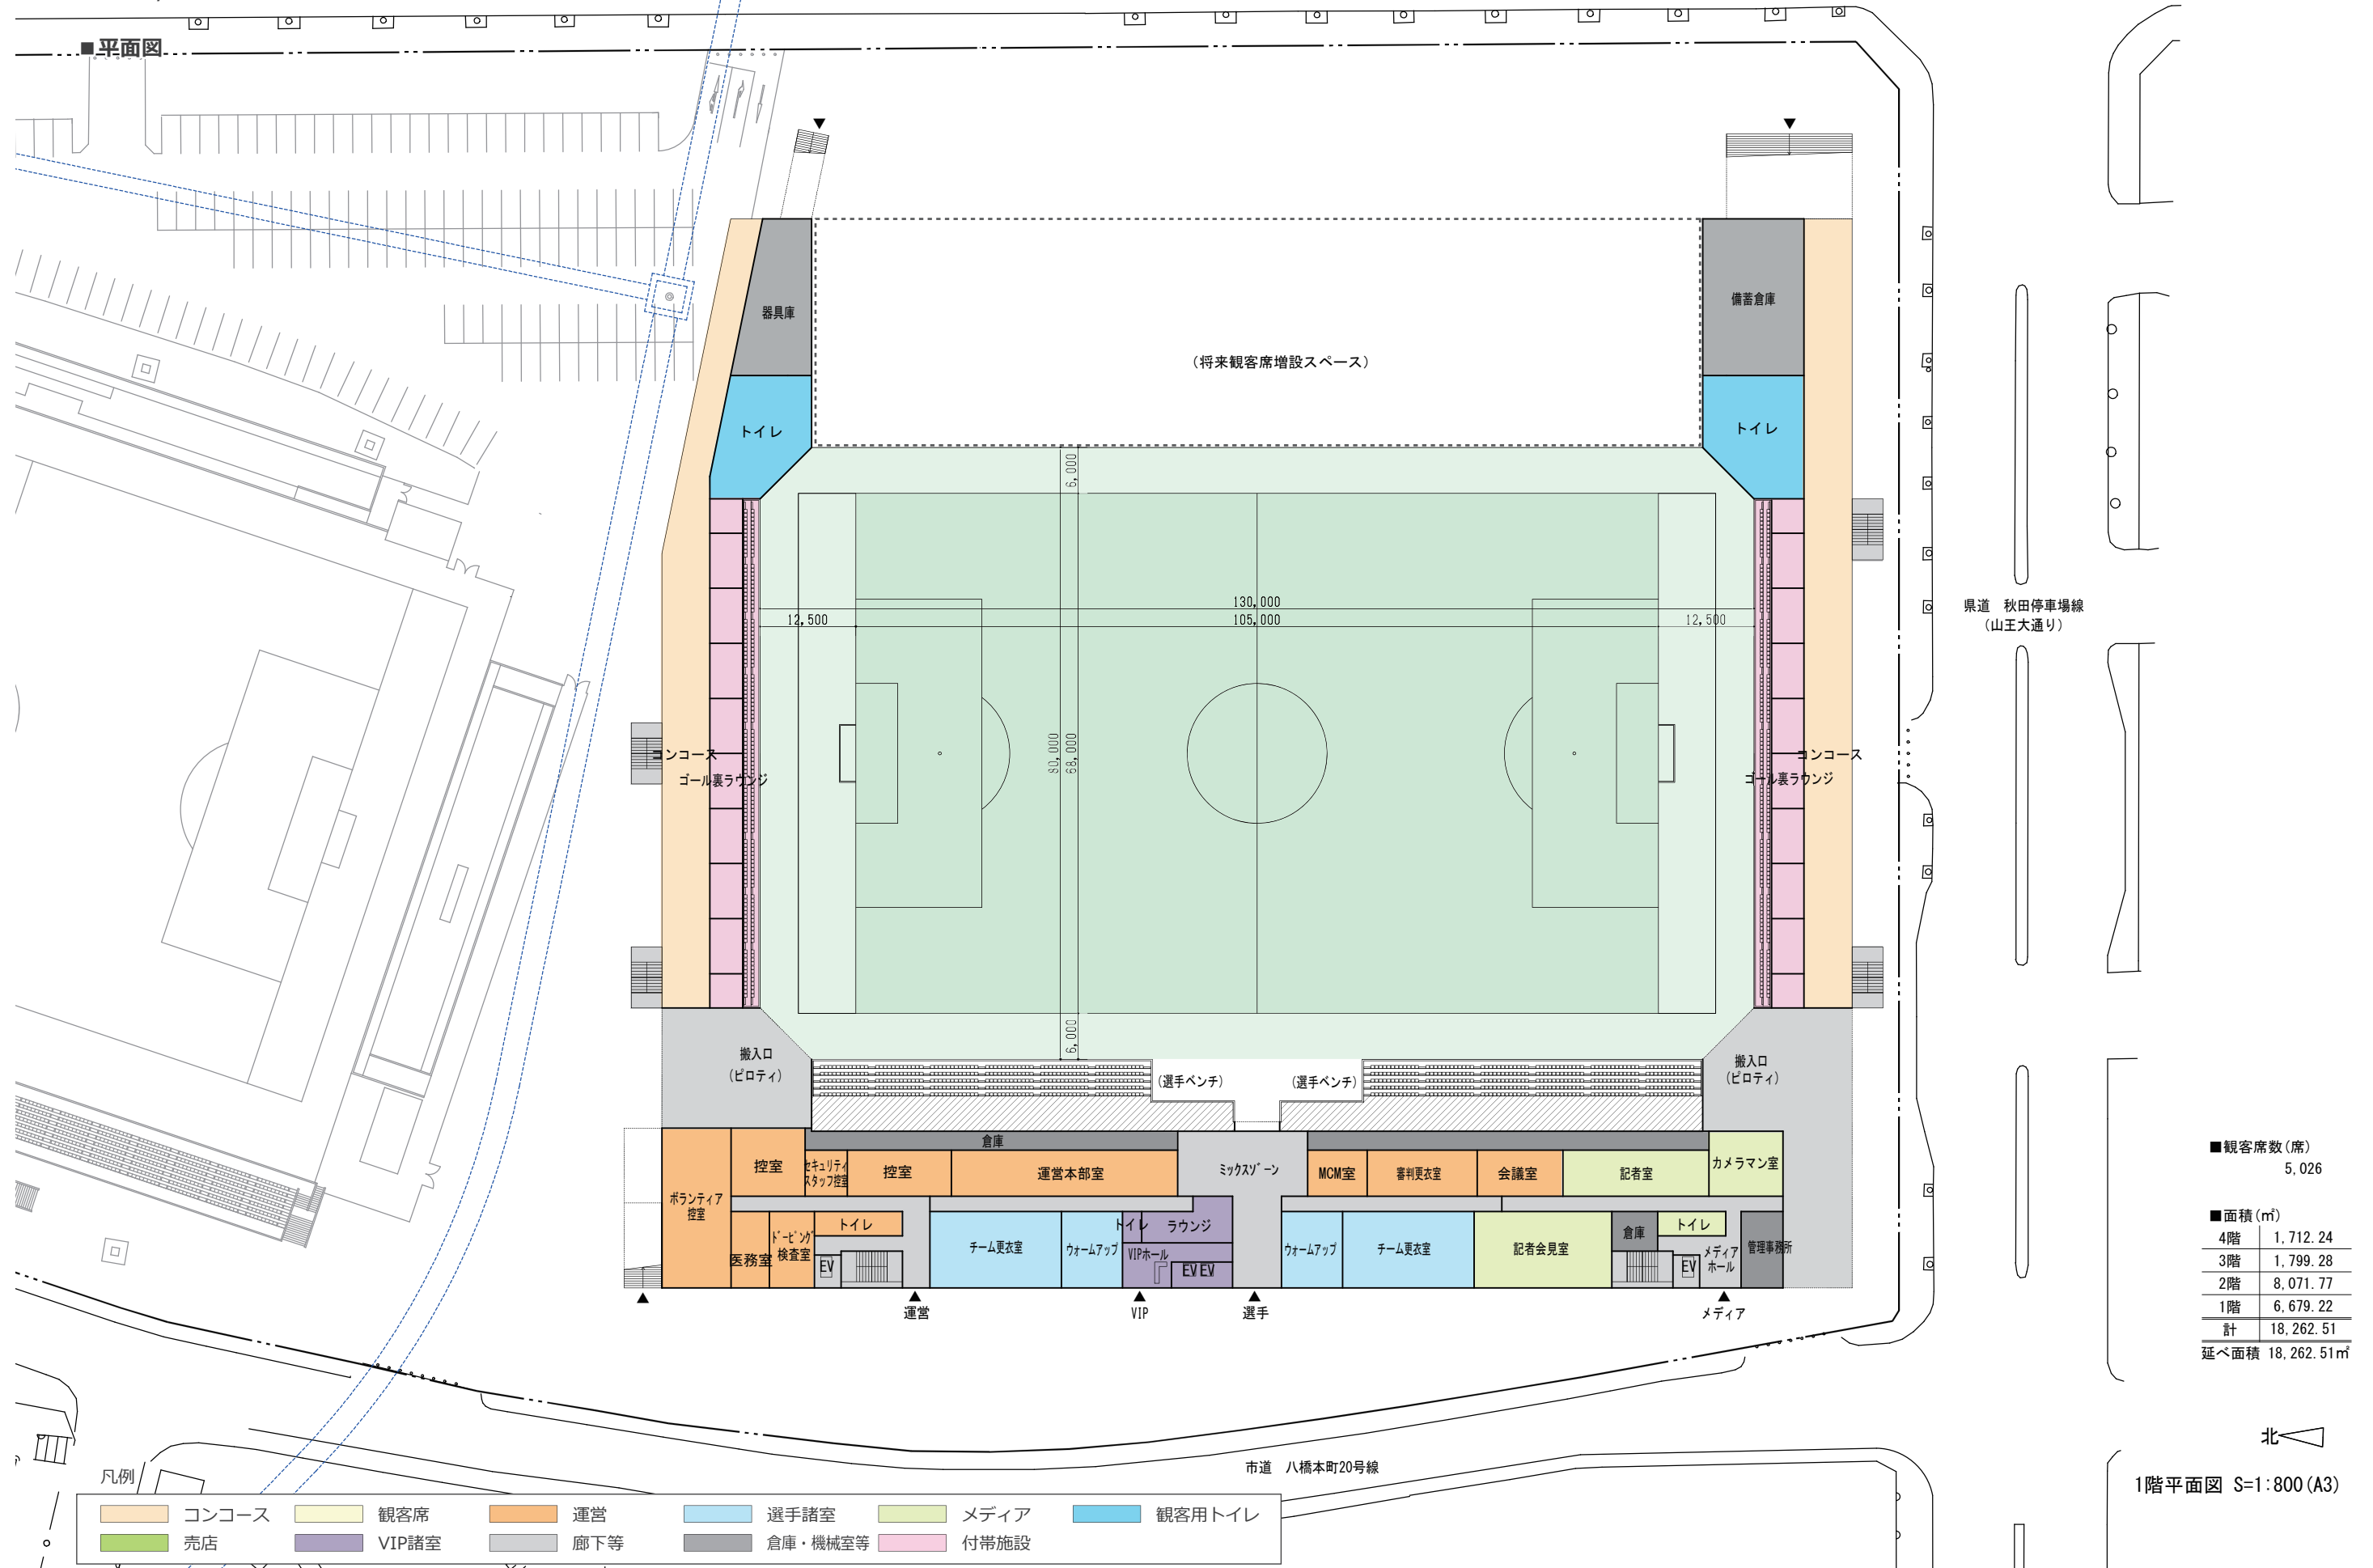 ■平面図
器具庫
備蓄倉庫
(将来観客席増設スペース)
トイレ
トイレ
6,000
130,000
12,500
105,000
12,500
県道　秋田停車場線
(山王大通り)
80,000
68,000
コンコース
ゴール裏ラウンジ
コンコース
ゴール裏ラウンジ
6,000
搬入口
(ピロティ)
(選手ベンチ)
(選手ベンチ)
搬入口
(ピロティ)
倉庫
ボランティア
控室
控室
セキュリティ
スタッフ控室
控室
運営本部室
ミックスゾーン
MCM室
審判更衣室
会議室
記者室
カメラマン室
医務室
ドーピング
検査室
トイレ
EV
チーム更衣室
ウォームアップ
トイレ
ラウンジ
VIPホール
EV
EV
ウォームアップ
チーム更衣室
記者会見室
倉庫
トイレ
EV
メディア
ホール
管理事務所
運営
VIP
選手
メディア
■観客席数(席)
5,026
■面積(㎡)
4階 1,712.24
3階 1,799.28
2階 8,071.77
1階 6,679.22
計 18,262.51
延べ面積 18,262.51㎡
北
市道　八橋本町20号線
1階平面図 S=1:800(A3)
凡例
コンコース 観客席 運営 選手諸室 メディア 観客用トイレ
売店 VIP諸室 廊下等 倉庫・機械室等 付帯施設